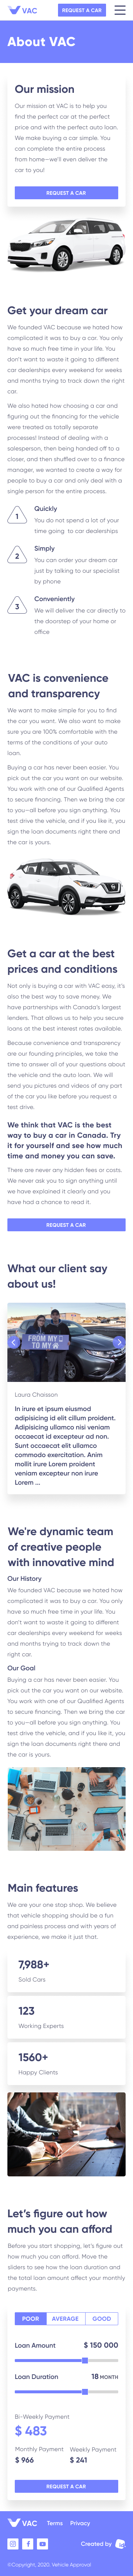 VAC
REQUEST A CAR
About VAC
Our mission
Our mission at VAC is to help you
find the perfect car at the perfect
price and with the perfect auto loan.
We make buying a car simple. You
can complete the entire process
from home—we'll even deliver the
car to you!
REQUEST A CAR
Get your dream car
We founded VAC because we hated how
complicated it was to buy a car. You only
have so much free time in your life. You
don't want to waste it going to different
car dealerships every weekend for weeks
and months trying to track down the dream
right car.
We also hated how choosing a car and
figuring out the financing for the vehicle
were treated as totally separate
processes! Instead of dealing with a
salesperson, then being handed off to a
closer, and then shuffled over to a finance
manager, we wanted to create a way for
people to buy a car and only deal with a
single person for the entire process.
1
Quickly
You do not spend a lot of your
time going to car dealerships
2
Simply
You can order your dream car
just by talking to our specialist
by phone
3
Conveniently
We will deliver the car directly to
the doorstep of your home or
office
VAC is convenience
and transparency
We want to make simple for you to find
the car you want. We also want to make
sure you are 100% comfortable with the
terms of the conditions of your auto
loan.
Buying a car has never been easier. You
pick out the car you want on our website.
You work with one of our Qualified Agents
to secure financing. Then we bring the car
to you—all before you sign anything. You
test drive the vehicle, and if you like it, you
sign the loan documents right there and
the car is yours.
Get a car at the best
prices and conditions
Not only is buying a car with VAC easy, it's
also the best way to save money. We
have partnerships with Canada's largest
lenders. That allows us to help you secure
loans at the best interest rates available.
Because convenience and transparency
are our founding principles, we take the
time to answer all of your questions about
the vehicle and the auto loan. We will
send you pictures and videos of any part
of the car you like before you request a
test drive.
We think that VAC is the best
way to buy a car in Canada. Try
it for yourself and see how much
time and money you can save.
There are never any hidden fees or costs.
We never ask you to sign anything until
we have explained it clearly and you
have had a chance to read it.
REQUEST A CAR
What our client say
about us!
FROM MY
TO MY
Laura Chaisson
In irure et ipsum eiusmod
adipisicing id elit cillum proident.
Adipisicing ullamca nisi veniam
occaecat id excepteur ad non.
Sunt occaecat elit ullamco
commodo exercitation. Anim
mollit irure Lorem proident
veniam excepteur non irure
Lorem ...
We're dynamic team
of creative people
with innovative mind
Our History
We founded VAC because we hated how
complicated it was to buy a car. You only
have so much free time in your life. You
don't want to waste it going to different
car dealerships every weekend for weeks
and months trying to track down the
right car.
Our Goal
Buying a car has never been easier. You
pick out the car you want on our website.
You work with one of our Qualified Agents
to secure financing. Then we bring the car
to you—all before you sign anything. You
test drive the vehicle, and if you like it, you
sign the loan documents right there and
the car is yours.
Main features
We are you one stop shop. We believe
that vehicle shopping should be a fun
and painless process and with years of
experience, we make it just that.
7,988+
Sold Cars
123
Working Experts
1560+
Happy Clients
Let's figure out how
much you can afford
Before you start shopping, let's figure out
how much you can afford. Move the
sliders to see how the loan duration and
the total loan amount affect your monthly
payments.
POOR AVERAGE GOOD
Loan Amount $ 150 000
Loan Duration 18 MONTH
Bi-Weekly Payment
$ 483
Monthly Payment Weekly Payment
$ 966 $ 241
REQUEST A CAR
VAC Terms Privacy
Created by
©Copyright, 2020. Vehicle Approval